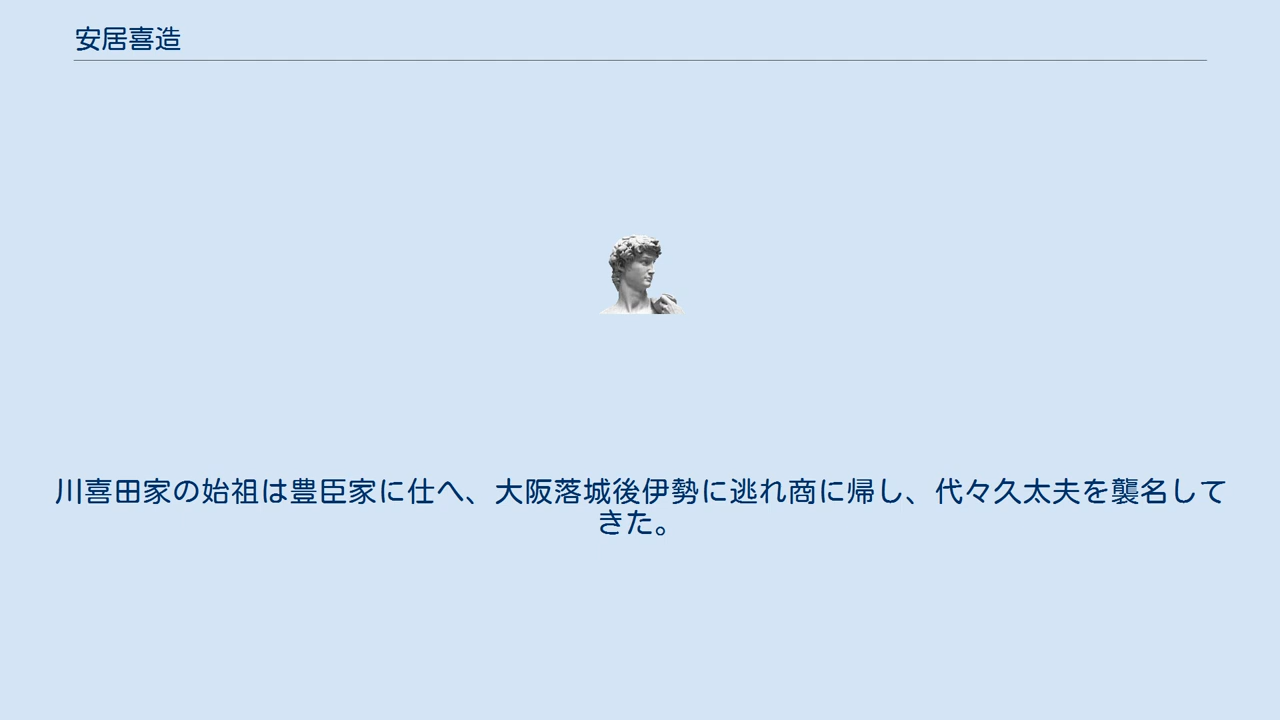 安居喜造
川喜田家の始祖は豊臣家に仕へ、大阪落城後伊勢に逃れ商に帰し、代々久太夫を襲名して
きた。